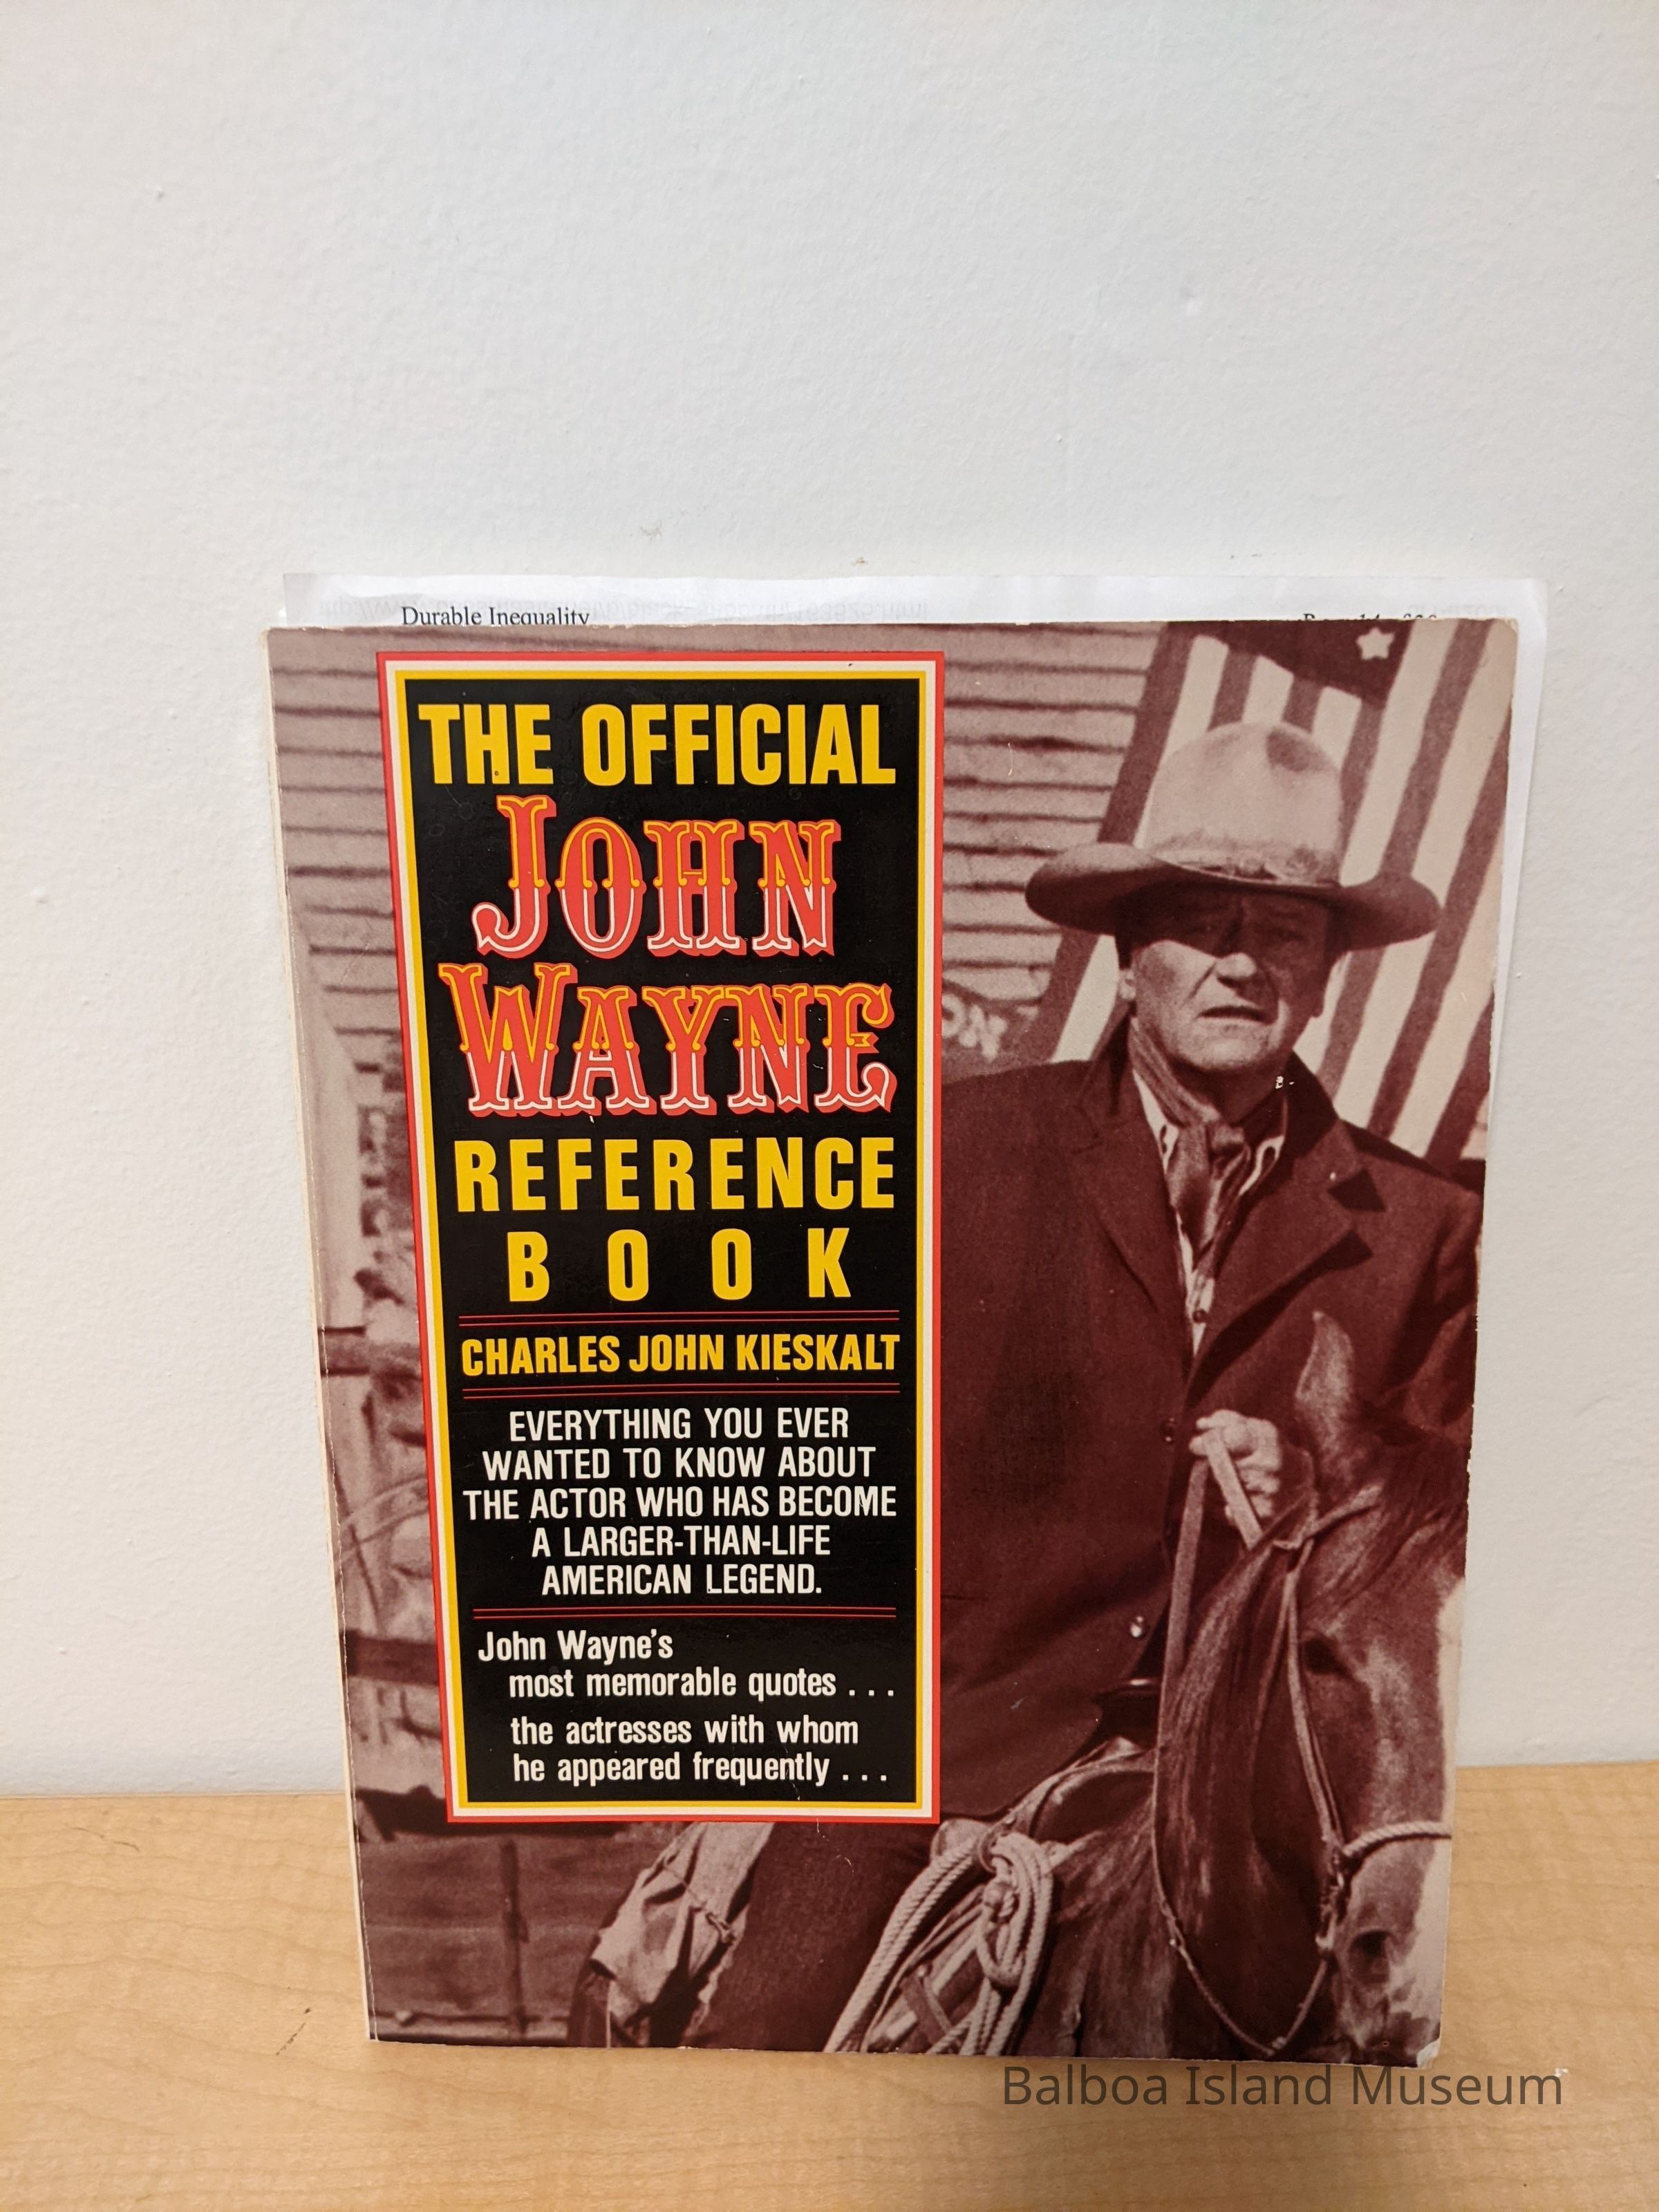 Durable Inequality
THE OFFICIAL
JOHN
WAYNE
REFERENCE
BOOK
CHARLES JOHN KIESKALT
EVERYTHING YOU EVER
WANTED TO KNOW ABOUT
THE ACTOR WHO HAS BECOME
A LARGER-THAN-LIFE
AMERICAN LEGEND.
John Wayne's
most memorable quotes . . .
the actresses with whom
he appeared frequently . . .
Balboa Island Museum